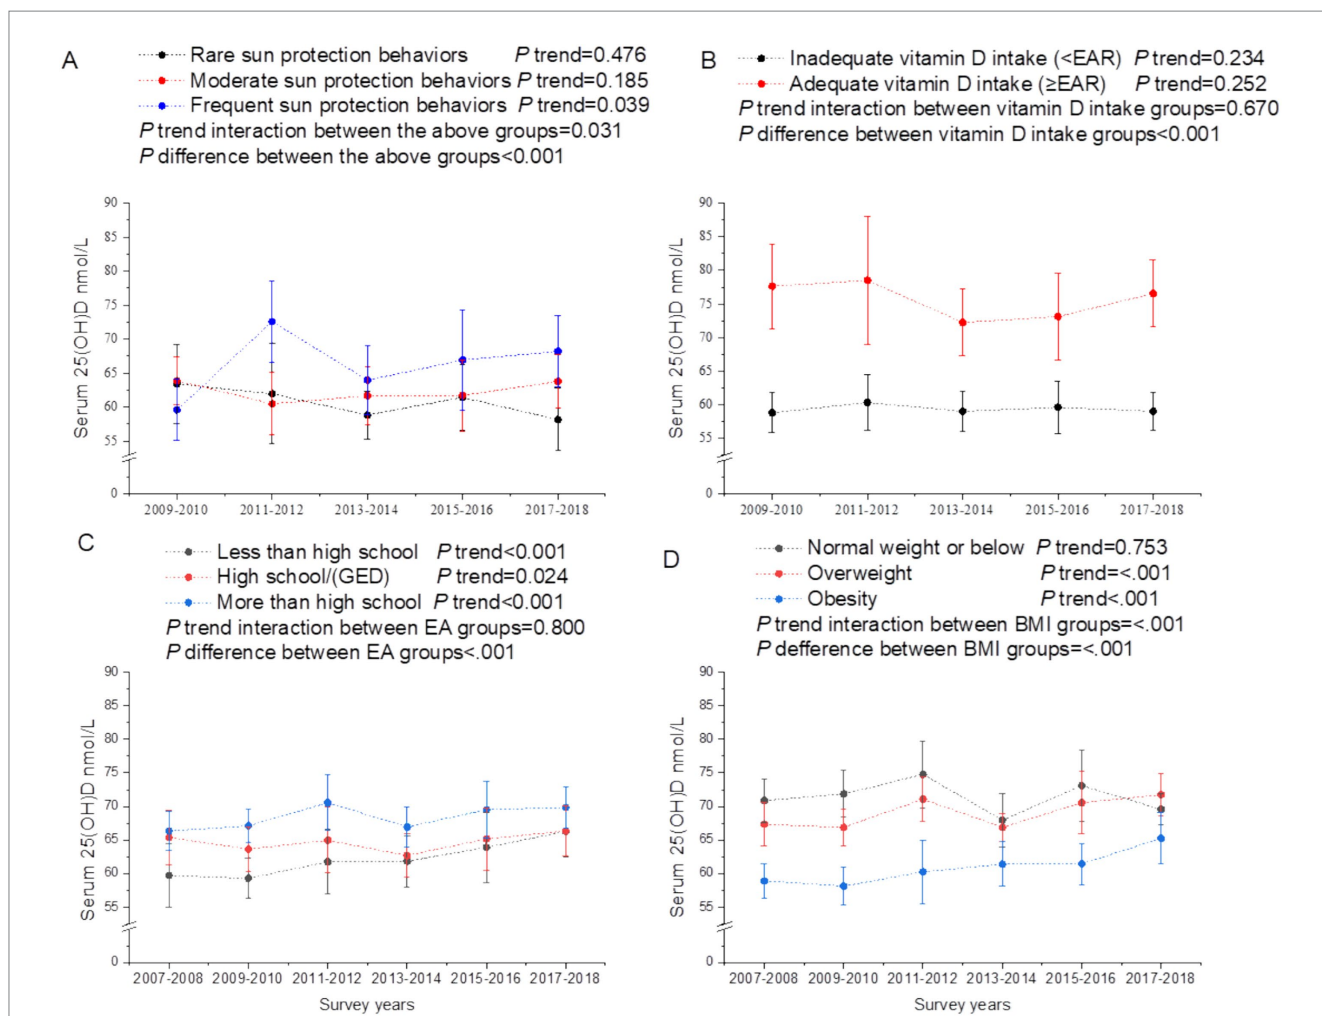 A
Rare sun protection behaviors P trend=0.476
Moderate sun protection behaviors P trend=0.185
Frequent sun protection behaviors P trend=0.039
P trend interaction between the above groups=0.031
P difference between the above groups<0.001
90
85
80
75
70
65
60
55
0
Serum 25(OH)D nmol/L
2009-2010 2011-2012 2013-2014 2015-2016 2017-2018
B
Inadequate vitamin D intake (<EAR) P trend=0.234
Adequate vitamin D intake (≥EAR) P trend=0.252
P trend interaction between vitamin D intake groups=0.670
P difference between vitamin D intake groups<0.001
90
85
80
75
70
65
60
55
0
Serum 25(OH)D nmol/L
2009-2010 2011-2012 2013-2014 2015-2016 2017-2018
C
Less than high school P trend<0.001
High school/(GED) P trend=0.024
More than high school P trend<0.001
P trend interaction between EA groups=0.800
P difference between EA groups<.001
90
85
80
75
70
65
60
55
0
Serum 25(OH)D nmol/L
2007-2008 2009-2010 2011-2012 2013-2014 2015-2016 2017-2018
Survey years
D
Normal weight or below P trend=0.753
Overweight P trend=<.001
Obesity P trend<.001
P trend interaction between BMI groups=<.001
P defference between BMI groups=<.001
90
85
80
75
70
65
60
55
0
Serum 25(OH)D nmol/L
2007-2008 2009-2010 2011-2012 2013-2014 2015-2016 2017-2018
Survey years